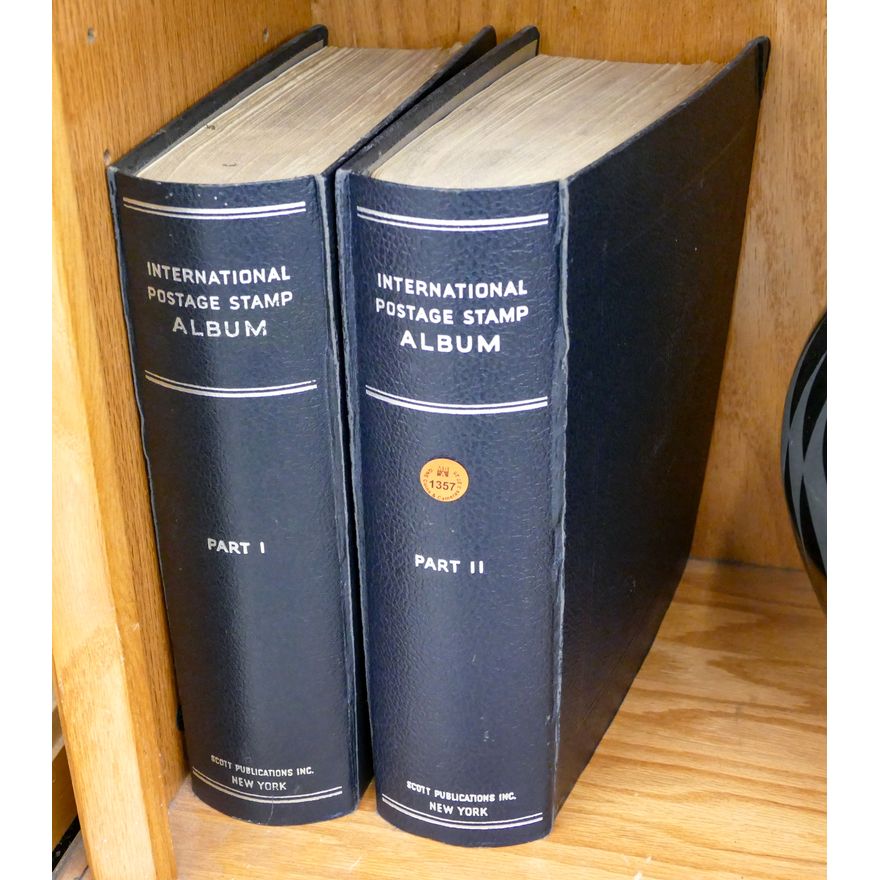 INTERNATIONAL
POSTAGE STAMP
ALBUM
PART I
SCOTT PUBLICATIONS INC.
NEW YORK
INTERNATIONAL
POSTAGE STAMP
ALBUM
1357
PART II
SCOTT PUBLICATIONS INC.
NEW YORK